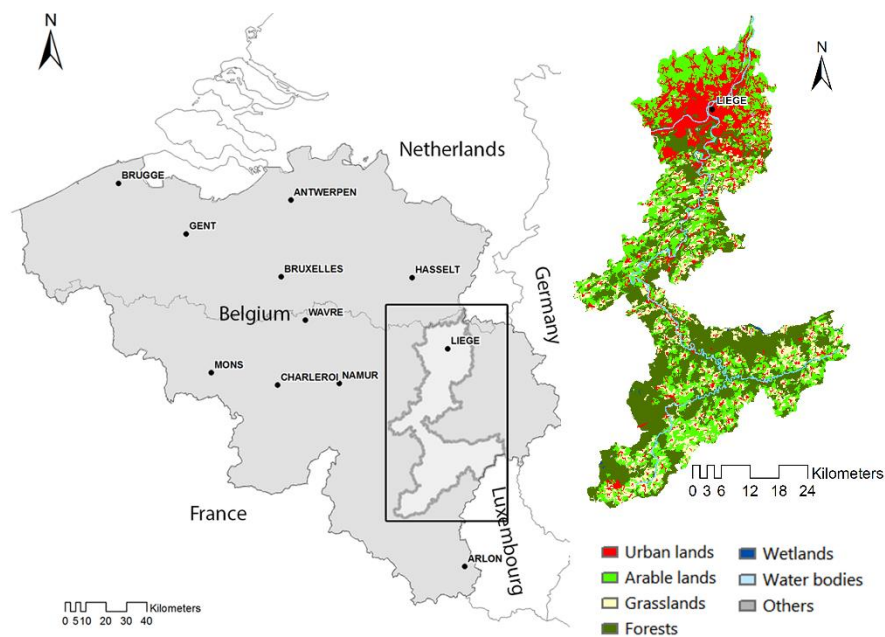 N
Netherlands
BRUGGE
ANTWERPEN
GENT
BRUXELLES
HASSELT
Germany
Belgium
WAVRE
LIEGE
MONS
CHARLEROI
NAMUR
France
Luxembourg
ARLON
Kilometers
0 5 10 20 30 40
N
LIEGE
Kilometers
0 3 6 12 18 24
Urban lands
Arable lands
Grasslands
Forests
Wetlands
Water bodies
Others